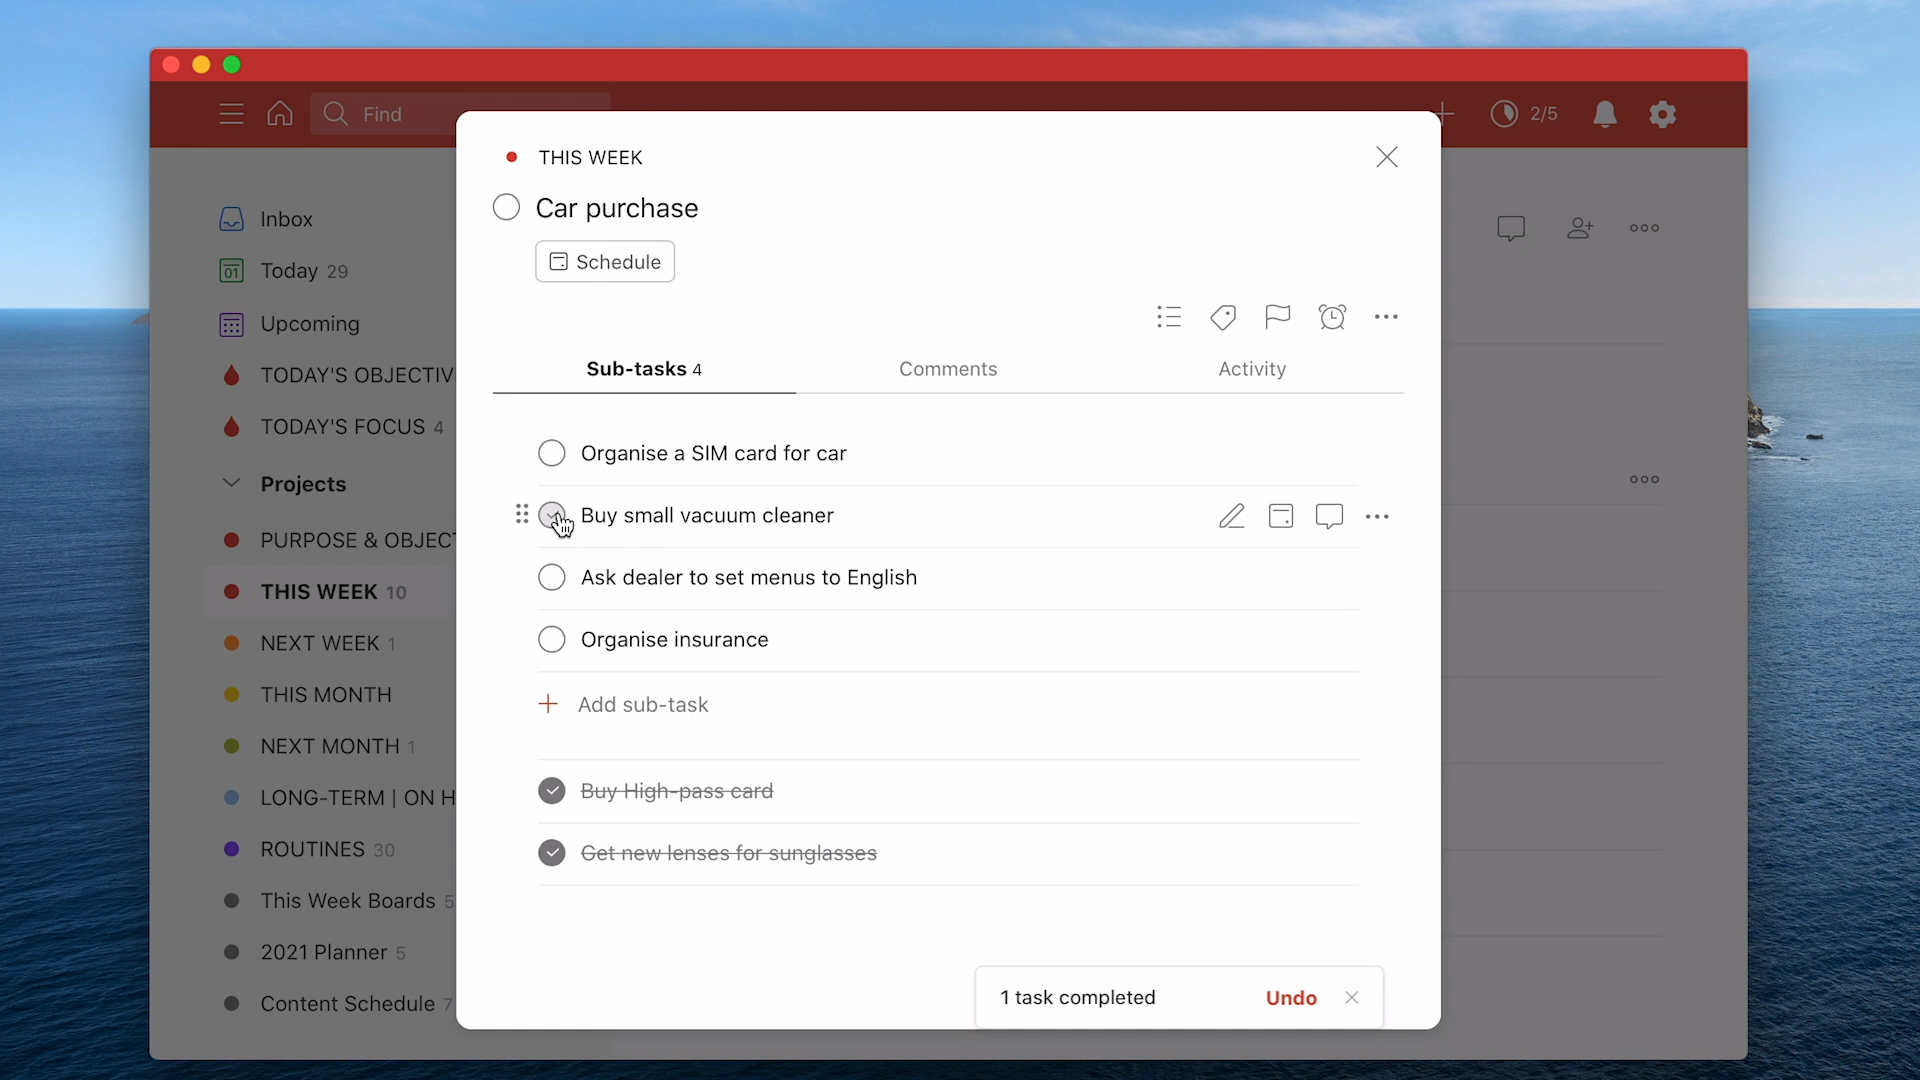 Find
2/5
Inbox
Today 29
Upcoming
TODAY'S OBJECTIV
TODAY'S FOCUS 4
Projects
PURPOSE & OBJECT
THIS WEEK 10
NEXT WEEK 1
THIS MONTH
NEXT MONTH 1
LONG-TERM | ON H
ROUTINES 30
This Week Boards 5
2021 Planner 5
Content Schedule 7
THIS WEEK
Car purchase
Schedule
Sub-tasks 4 Comments Activity
Organise a SIM card for car
Buy small vacuum cleaner
Ask dealer to set menus to English
Organise insurance
Add sub-task
Buy High-pass card
Get new lenses for sunglasses
1 task completed Undo